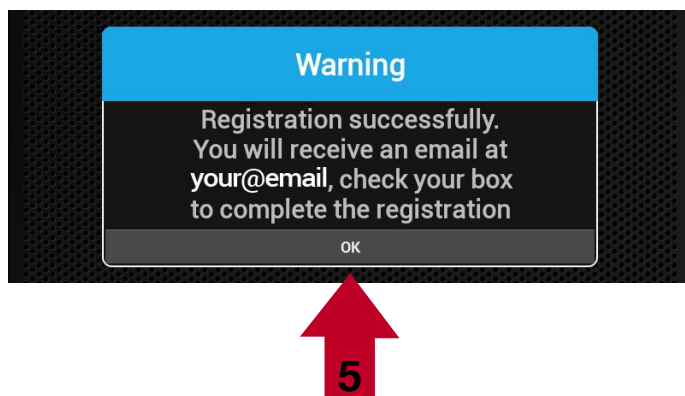 Warning
Registration successfully.
You will receive an email at
your@email, check your box
to complete the registration
OK
5